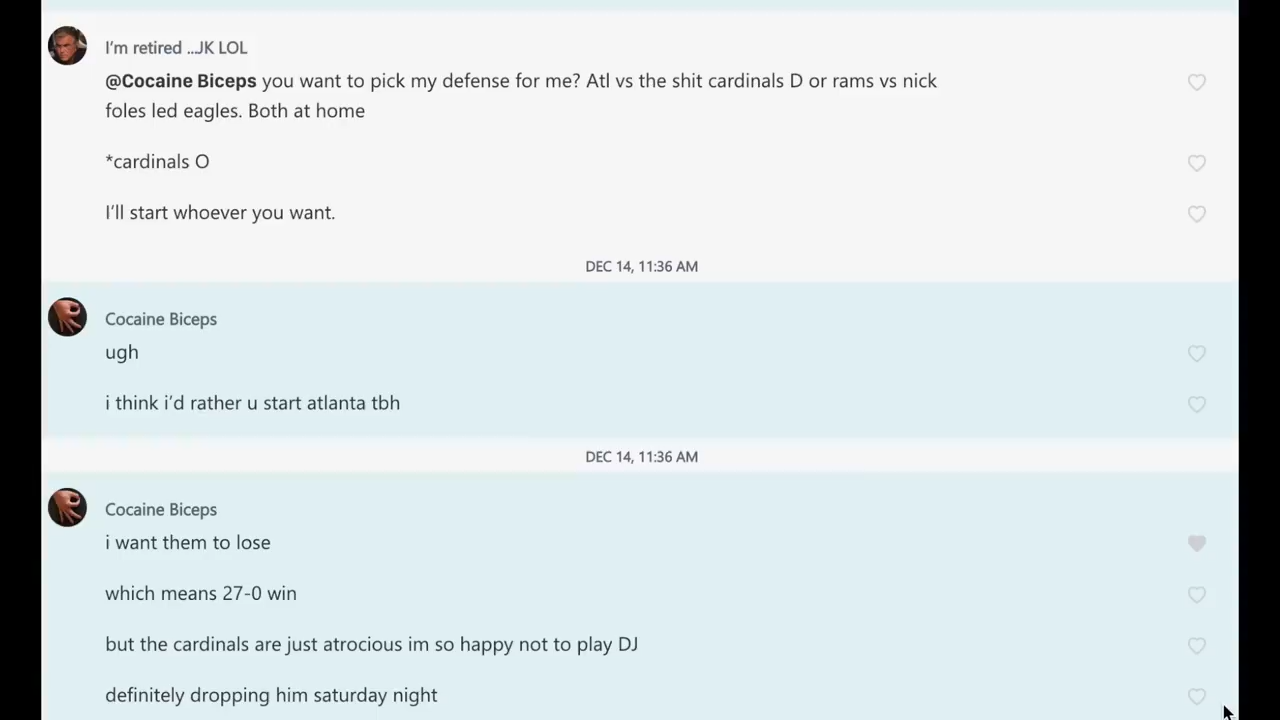 I'm retired ...JK LOL
@Cocaine Biceps you want to pick my defense for me? Atl vs the shit cardinals D or rams vs nick
foles led eagles. Both at home
*cardinals O
I'll start whoever you want.
DEC 14, 11:36 AM
Cocaine Biceps
ugh
i think i'd rather u start atlanta tbh
DEC 14, 11:36 AM
Cocaine Biceps
i want them to lose
which means 27-0 win
but the cardinals are just atrocious im so happy not to play DJ
definitely dropping him saturday night